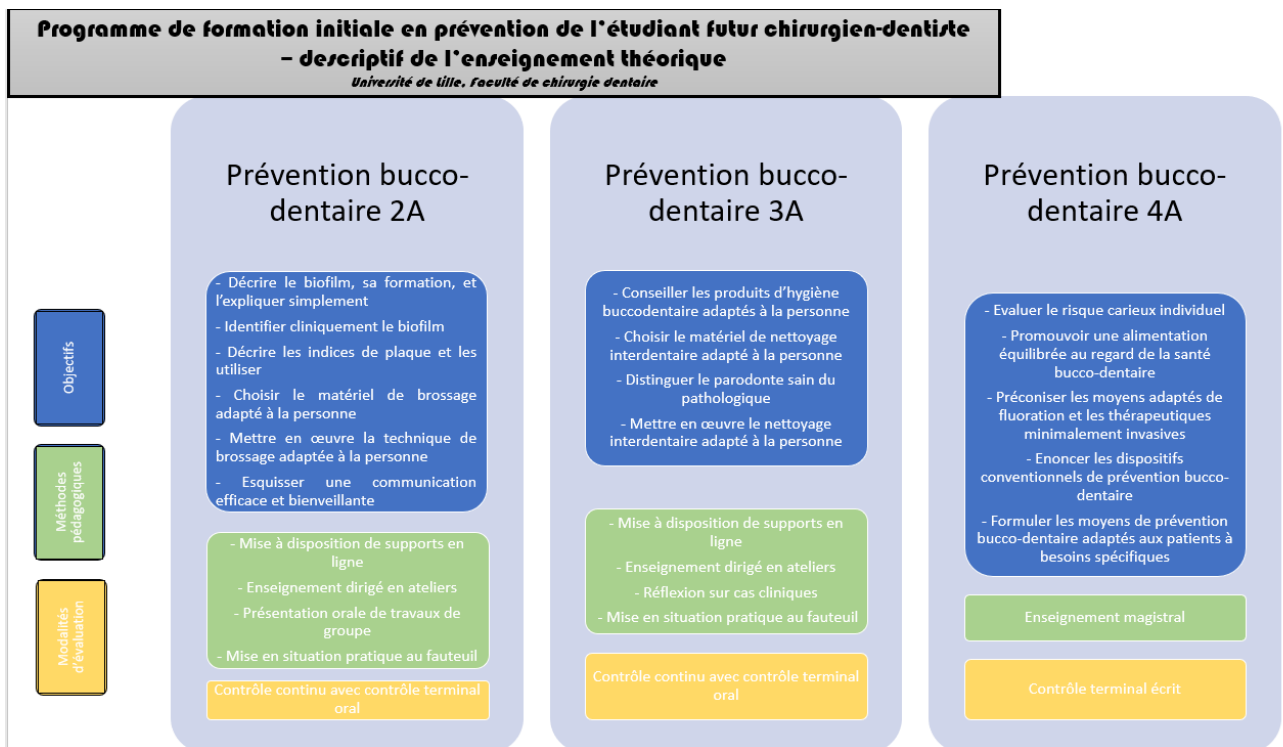 Programme de formation initiale en prévention de l'étudiant futur chirurgien-dentiste
– descriptif de l'enseignement théorique
Université de Lille, Faculté de chirurgie dentaire
Objectifs
Méthodes
pédagogiques
Modalités
d'évaluation
Prévention bucco-
dentaire 2A
- Décrire le biofilm, sa formation, et
l'expliquer simplement
- Identifier cliniquement le biofilm
- Décrire les indices de plaque et les
utiliser
- Choisir le matériel de brossage
adapté à la personne
- Mettre en œuvre la technique de
brossage adaptée à la personne
- Esquisser une communication
efficace et bienveillante
- Mise à disposition de supports en
ligne
- Enseignement dirigé en ateliers
- Présentation orale de travaux de
groupe
- Mise en situation pratique au fauteuil
Contrôle continu avec contrôle terminal
oral
Prévention bucco-
dentaire 3A
- Conseiller les produits d'hygiène
buccodentaire adaptés à la personne
- Choisir le matériel de nettoyage
interdentaire adapté à la personne
- Distinguer le parodonte sain du
pathologique
- Mettre en œuvre le nettoyage
interdentaire adapté à la personne
- Mise à disposition de supports en
ligne
- Enseignement dirigé en ateliers
- Réflexion sur cas cliniques
- Mise en situation pratique au fauteuil
Contrôle continu avec contrôle terminal
oral
Prévention bucco-
dentaire 4A
- Evaluer le risque carieux individuel
- Promouvoir une alimentation
équilibrée au regard de la santé
bucco-dentaire
- Préconiser les moyens adaptés de
fluoration et les thérapeutiques
minimalement invasives
- Enoncer les dispositifs
conventionnels de prévention bucco-
dentaire
- Formuler les moyens de prévention
bucco-dentaire adaptés aux patients à
besoins spécifiques
Enseignement magistral
Contrôle terminal écrit